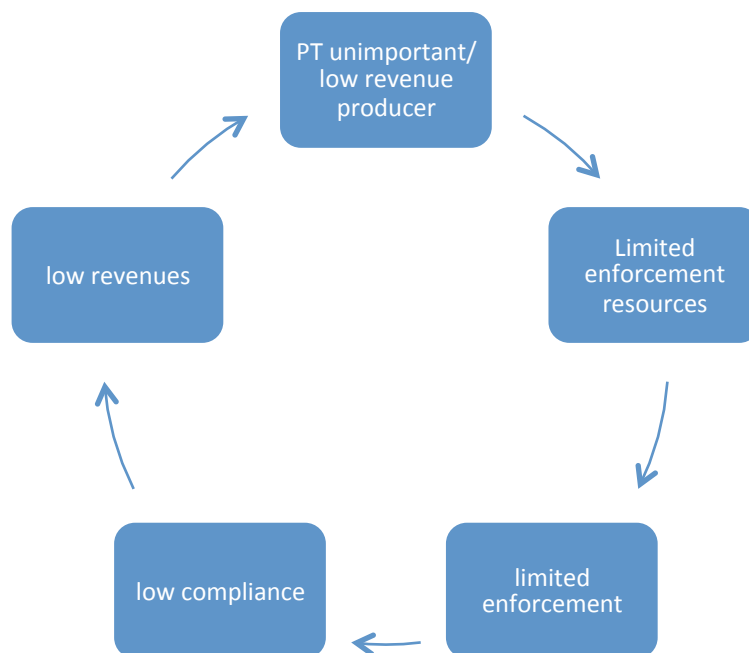 PT unimportant/
low revenue
producer
Limited
enforcement
resources
limited
enforcement
low compliance
low revenues